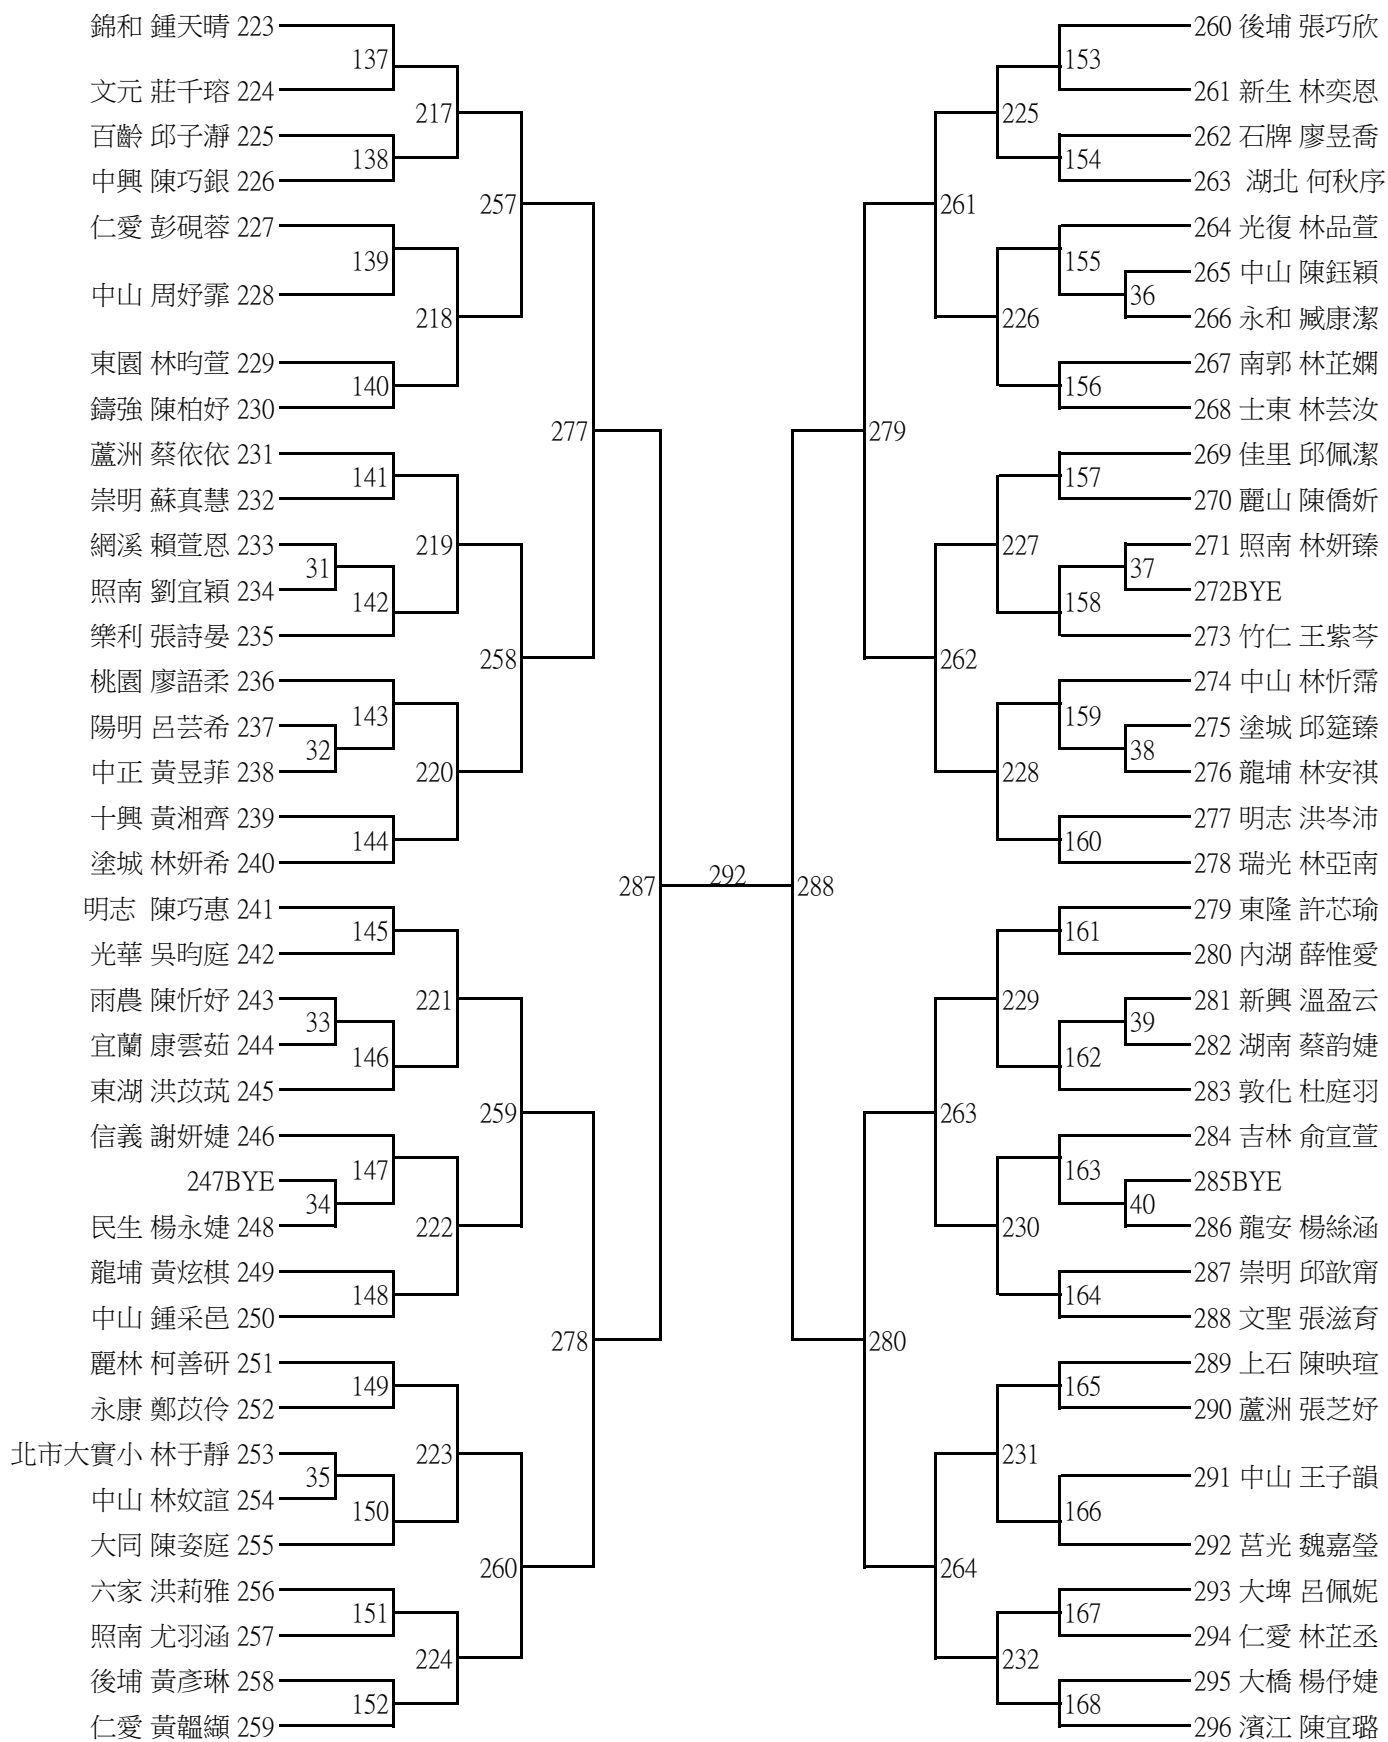 錦和 鍾天晴 223
137
文元 莊千瑢 224
217
百齡 邱子瀞 225
138
中興 陳巧銀 226
257
仁愛 彭硯蓉 227
139
中山 周妤霏 228
218
東園 林昀萱 229
140
鑄強 陳柏妤 230
277
蘆洲 蔡依依 231
141
崇明 蘇真慧 232
219
網溪 賴萱恩 233
31
照南 劉宜穎 234
142
樂利 張詩晏 235
258
桃園 廖語柔 236
143
陽明 呂芸希 237
32
中正 黃昱菲 238
220
十興 黃湘齊 239
144
塗城 林妍希 240
287
292
288
明志 陳巧惠 241
145
光華 吳昀庭 242
221
雨農 陳忻妤 243
33
宜蘭 康雲茹 244
146
東湖 洪苡芃 245
259
信義 謝妍婕 246
147
247BYE
34
民生 楊永婕 248
222
龍埔 黃炫棋 249
148
中山 鍾采邑 250
278
麗林 柯善研 251
149
永康 鄭苡伶 252
223
北市大實小 林于靜 253
35
中山 林妏諠 254
150
大同 陳姿庭 255
260
六家 洪莉雅 256
151
照南 尤羽涵 257
224
後埔 黃彥琳 258
152
仁愛 黃韞纈 259
260 後埔 張巧欣
153
261 新生 林奕恩
225
262 石牌 廖昱喬
154
263 湖北 何秋序
261
264 光復 林品萱
155
265 中山 陳鈺穎
36
266 永和 臧康潔
226
267 南郭 林芷嫻
156
268 士東 林芸汝
279
269 佳里 邱佩潔
157
270 麗山 陳僑妡
227
271 照南 林妍臻
37
272BYE
158
273 竹仁 王紫芩
262
274 中山 林忻霈
159
275 塗城 邱筵臻
38
276 龍埔 林安祺
228
277 明志 洪岑沛
160
278 瑞光 林亞南
279 東隆 許芯瑜
161
280 內湖 薛惟愛
229
281 新興 溫盈云
39
282 湖南 蔡韵婕
162
283 敦化 杜庭羽
263
284 吉林 俞宣萱
163
285BYE
40
286 龍安 楊絲涵
230
287 崇明 邱歆甯
164
288 文聖 張滋育
280
289 上石 陳映瑄
165
290 蘆洲 張芝妤
231
291 中山 王子韻
166
292 莒光 魏嘉瑩
264
293 大埤 呂佩妮
167
294 仁愛 林芷丞
232
295 大橋 楊伃婕
168
296 濱江 陳宜璐